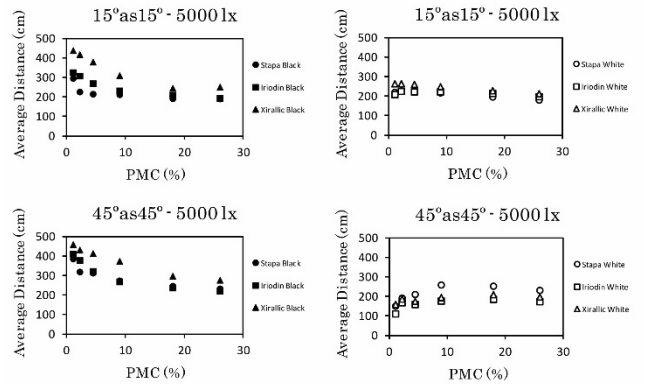 15ºas15º - 5000 lx
Average Distance (cm)
500
400
300
200
100
0
0 10 20 30
PMC (%)
Stapa Black
Iriodin Black
Xirallic Black
15ºas15º - 5000 lx
Average Distance (cm)
500
400
300
200
100
0
0 10 20 30
PMC (%)
Stapa White
Iriodin White
Xirallic White
45ºas45º - 5000 lx
Average Distance (cm)
500
400
300
200
100
0
0 10 20 30
PMC (%)
Stapa Black
Iriodin Black
Xirallic Black
45ºas45º - 5000 lx
Average Distance (cm)
500
400
300
200
100
0
0 10 20 30
PMC (%)
Stapa White
Iriodin White
Xirallic White